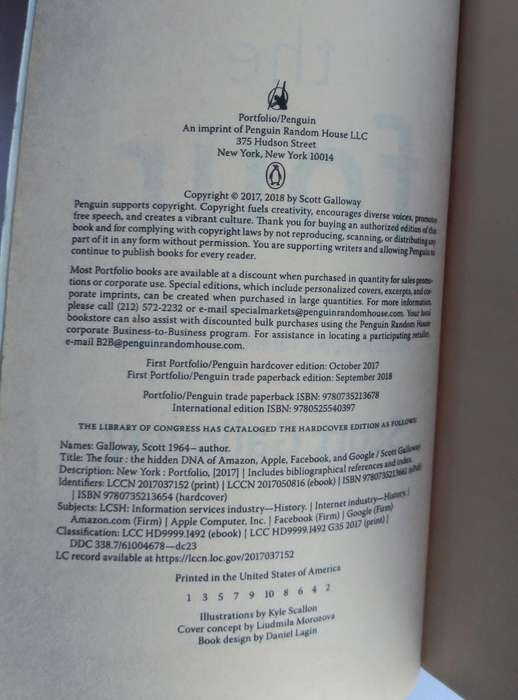 Portfolio/Penguin
An imprint of Penguin Random House LLC
375 Hudson Street
New York, New York 10014
Copyright © 2017, 2018 by Scott Galloway
Penguin supports copyright. Copyright fuels creativity, encourages diverse voices, promotes
free speech, and creates a vibrant culture. Thank you for buying an authorized edition of this
book and for complying with copyright laws by not reproducing, scanning, or distributing any
part of it in any form without permission. You are supporting writers and allowing Penguin to
continue to publish books for every reader.
Most Portfolio books are available at a discount when purchased in quantity for sales promo-
tions or corporate use. Special editions, which include personalized covers, excerpts, and cor-
porate imprints, can be created when purchased in large quantities. For more information,
please call (212) 572-2232 or e-mail specialmarkets@penguinrandomhouse.com. Your local
bookstore can also assist with discounted bulk purchases using the Penguin Random House
corporate Business-to-Business program. For assistance in locating a participating retailer,
e-mail B2B@penguinrandomhouse.com.
First Portfolio/Penguin hardcover edition: October 2017
First Portfolio/Penguin trade paperback edition: September 2018
Portfolio/Penguin trade paperback ISBN: 9780735213678
International edition ISBN: 9780525540397
THE LIBRARY OF CONGRESS HAS CATALOGED THE HARDCOVER EDITION AS FOLLOWS:
Names: Galloway, Scott 1964– author.
Title: The four : the hidden DNA of Amazon, Apple, Facebook, and Google / Scott Galloway
Description: New York : Portfolio, [2017] | Includes bibliographical references and index.
Identifiers: LCCN 2017037152 (print) | LCCN 2017050816 (ebook) | ISBN
| ISBN 9780735213654 (hardcover)
Subjects: LCSH: Information services industry—History. | Internet industry—History. |
Amazon.com (Firm) | Apple Computer, Inc. | Facebook (Firm) | Google (Firm)
Classification: LCC HD9999.I492 (ebook) | LCC HD9999.I492 G35 2017 (print) |
DDC 338.7/61004678—dc23
LC record available at https://lccn.loc.gov/2017037152
Printed in the United States of America
1 3 5 7 9 10 8 6 4 2
Illustrations by Kyle Scallon
Cover concept by Liudmila Morozova
Book design by Daniel Lagin